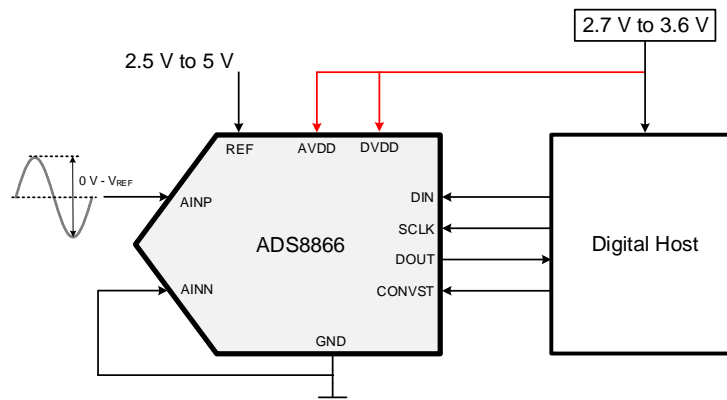 2.7 V to 3.6 V
2.5 V to 5 V
REF
AVDD
DVDD
0 V - VREF
AINP
DIN
SCLK
ADS8866
DOUT
Digital Host
AINN
CONVST
GND